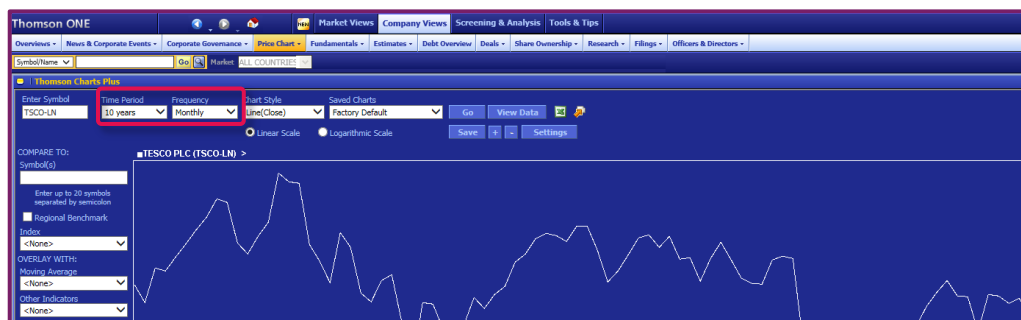 Thomson ONE NEW Market Views Company Views Screening & Analysis Tools & Tips
Overviews News & Corporate Events Corporate Governance Price Chart Fundamentals Estimates Debt Overview Deals Share Ownership Research Filings Officers & Directors
Symbol/Name Go Market ALL COUNTRIES
Thomson Charts Plus
Enter Symbol Time Period Frequency Chart Style Saved Charts
TSCO-LN 10 years Monthly Line(Close) Factory Default Go View Data
Linear Scale Logarithmic Scale Save + - Settings
COMPARE TO: TESCO PLC (TSCO-LN) >
Symbol(s)
Enter up to 20 symbols
separated by semicolon
Regional Benchmark
Index
<None>
OVERLAY WITH:
Moving Average
<None>
Other Indicators
<None>